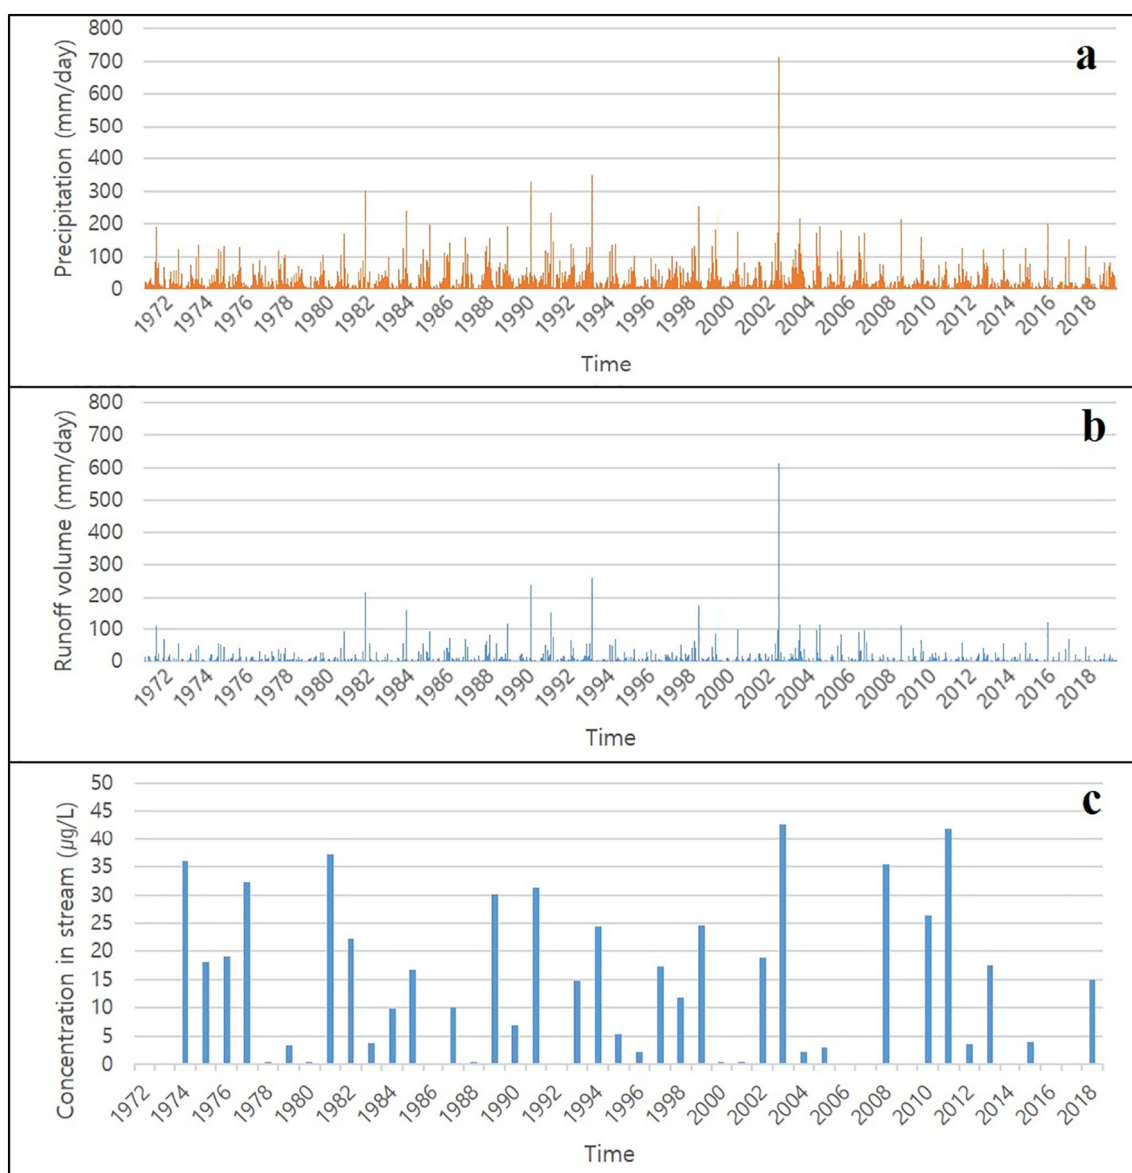 a
Precipitation (mm/day)
800
700
600
500
400
300
200
100
0
1972 1974 1976 1978 1980 1982 1984 1986 1988 1990 1992 1994 1996 1998 2000 2002 2004 2006 2008 2010 2012 2014 2016 2018
Time
b
Runoff volume (mm/day)
800
700
600
500
400
300
200
100
0
1972 1974 1976 1978 1980 1982 1984 1986 1988 1990 1992 1994 1996 1998 2000 2002 2004 2006 2008 2010 2012 2014 2016 2018
Time
c
Concentration in stream (µg/L)
50
45
40
35
30
25
20
15
10
5
0
1972 1974 1976 1978 1980 1982 1984 1986 1988 1990 1992 1994 1996 1998 2000 2002 2004 2006 2008 2010 2012 2014 2016 2018
Time